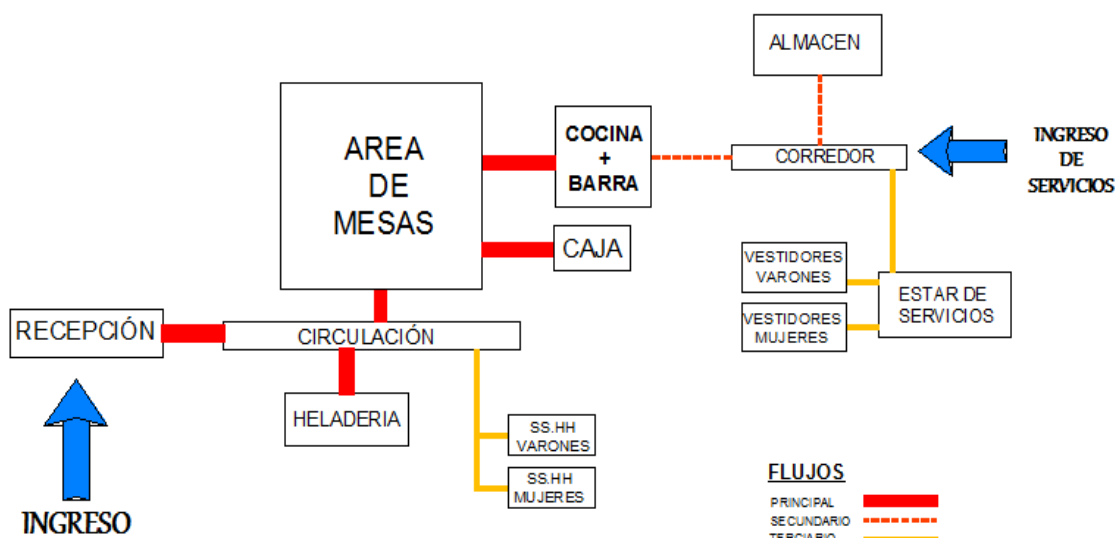 ALMACEN
AREA
DE
MESAS
COCINA
+
BARRA
CORREDOR
INGRESO
DE
SERVICIOS
CAJA
VESTIDORES
VARONES
VESTIDORES
MUJERES
ESTAR DE
SERVICIOS
RECEPCIÓN
CIRCULACIÓN
HELADERIA
SS.HH
VARONES
SS.HH
MUJERES
INGRESO
FLUJOS
PRINCIPAL
SECUNDARIO
TERCIARIO